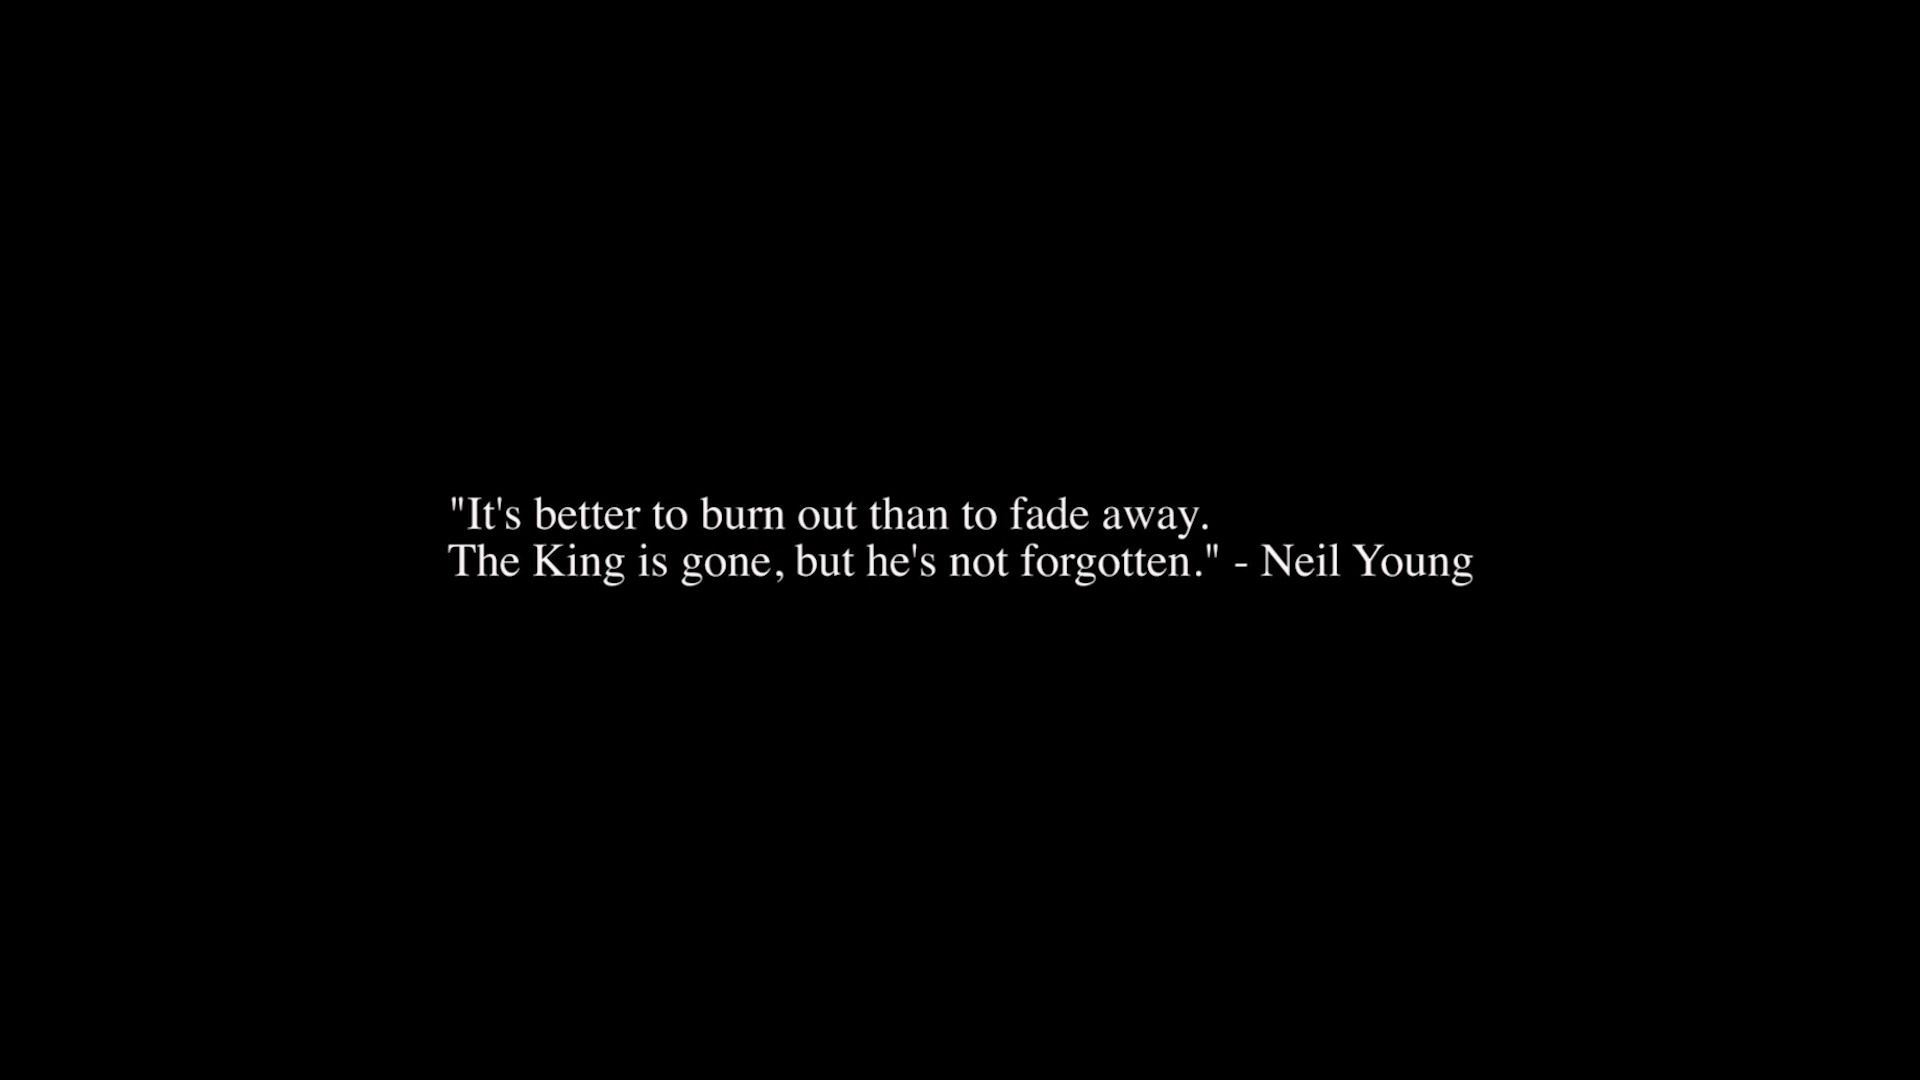 "It's better to burn out than to fade away.
The King is gone, but he's not forgotten." - Neil Young